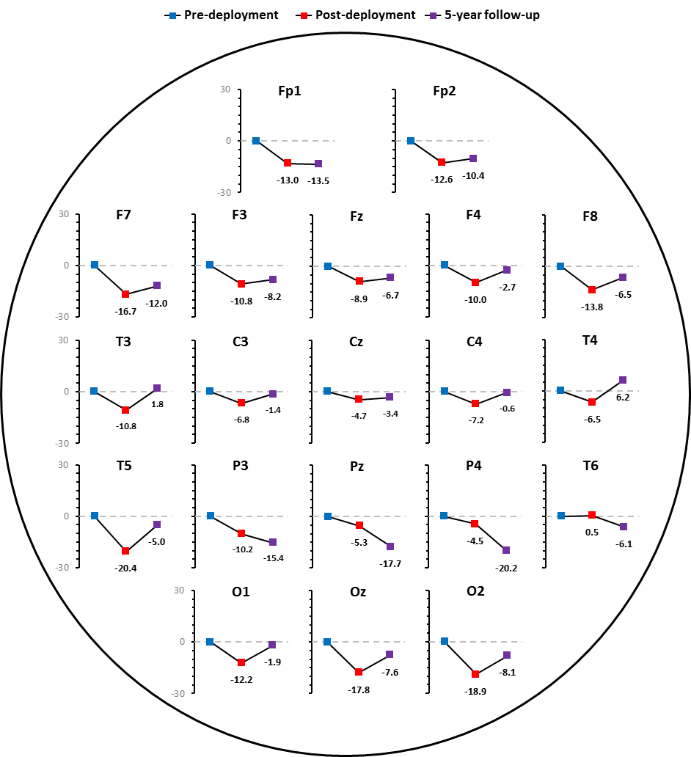 Pre-deployment Post-deployment 5-year follow-up
30 Fp1 Fp2
0
-13.0 -13.5 -12.6 -10.4
-30
30 F7 F3 Fz F4 F8
0
-16.7 -12.0 -10.8 -8.2 -8.9 -6.7 -10.0 -2.7 -13.8 -6.5
-30
30 T3 C3 Cz C4 T4
0
-10.8 1.8 -6.8 -1.4 -4.7 -3.4 -7.2 -0.6 -6.5 6.2
-30
30 T5 P3 Pz P4 T6
0
-20.4 -5.0 -10.2 -15.4 -5.3 -17.7 -4.5 -20.2 0.5 -6.1
-30
30 O1 Oz O2
0
-12.2 -1.9 -17.8 -7.6 -18.9 -8.1
-30